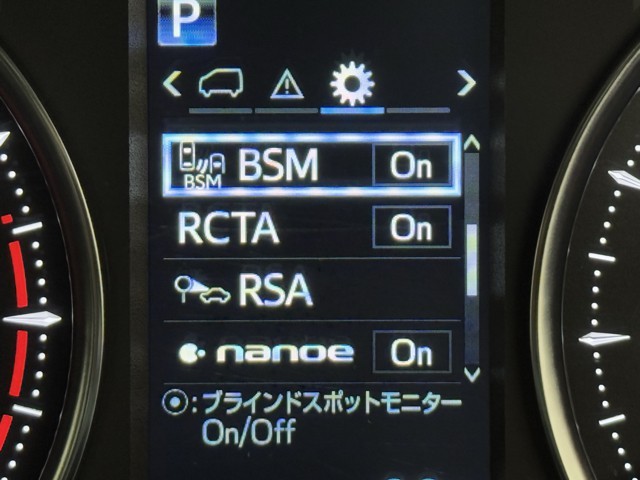 P
BSM BSM On
RCTA On
RSA
nanoe On
:ブラインドスポットモニター
On/Off